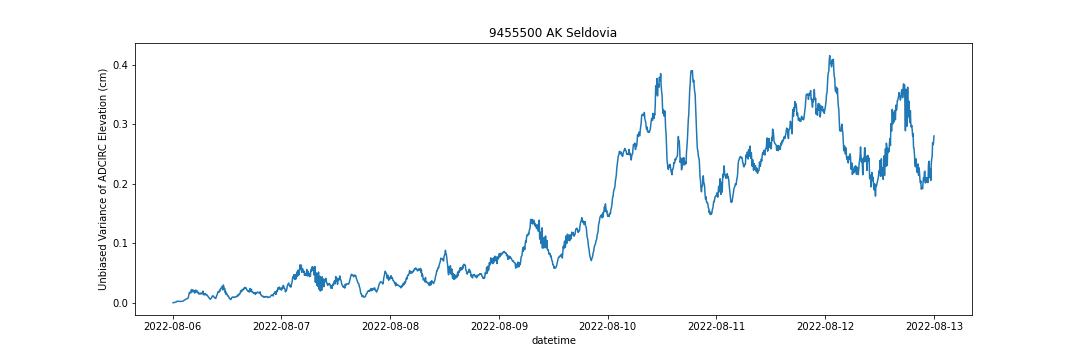 9455500 AK Seldovia
Unbiased Variance of ADCIRC Elevation (cm)
0.4
0.3
0.2
0.1
0.0
2022-08-06 2022-08-07 2022-08-08 2022-08-09 2022-08-10 2022-08-11 2022-08-12 2022-08-13
datetime